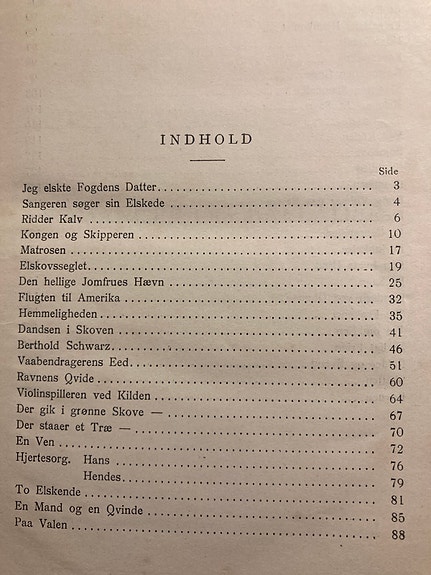 INDHOLD
Side
Jeg elskte Fogdens Datter 3
Sangeren søger sin Elskede 4
Ridder Kalv 6
Kongen og Skipperen 10
Matrosen 17
Elskovsseglet 19
Den hellige Jomfrues Hævn 25
Flugten til Amerika 32
Hemmeligheden 35
Dandsen i Skoven 41
Berthold Schwarz 46
Vaabendragerens Eed 51
Ravnens Qvide 60
Violinspilleren ved Kilden 64
Der gik i grønne Skove — 67
Der staaer et Træ — 70
En Ven 72
Hjertesorg. Hans 76
Hendes 79
To Elskende 81
En Mand og en Qvinde 85
Paa Valen 88